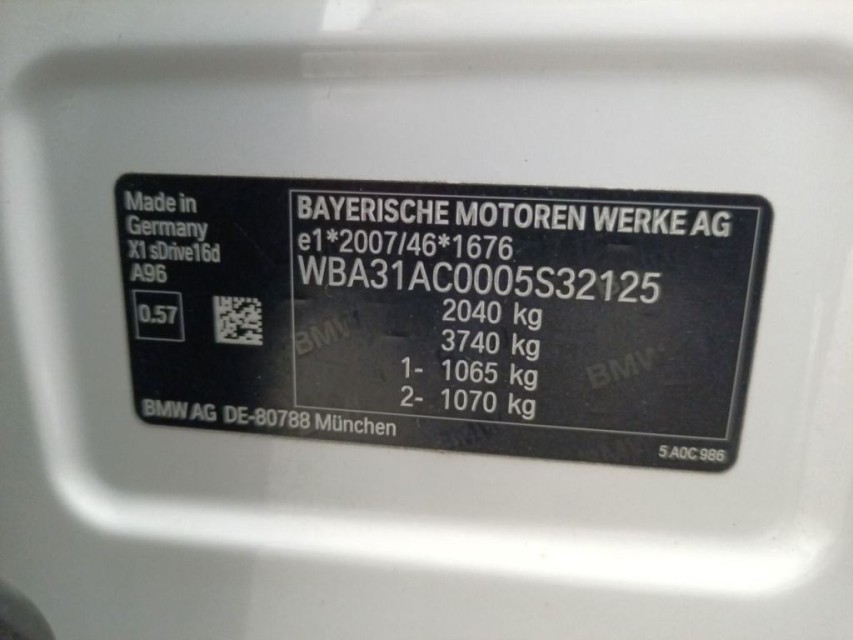 Made in
Germany
X1 sDrive16d
A96
0.57
BAYERISCHE MOTOREN WERKE AG
e1*2007/46*1676
WBA31AC0005S32125
2040 kg
3740 kg
1- 1065 kg
2- 1070 kg
BMW
BMW
BMW AG DE-80788 München
5 A0C 986